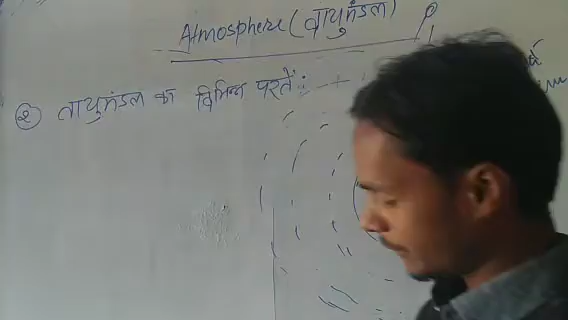 Atmosphere (वायुमंडल)
② वायुमंडल का विभिन्न परतें :